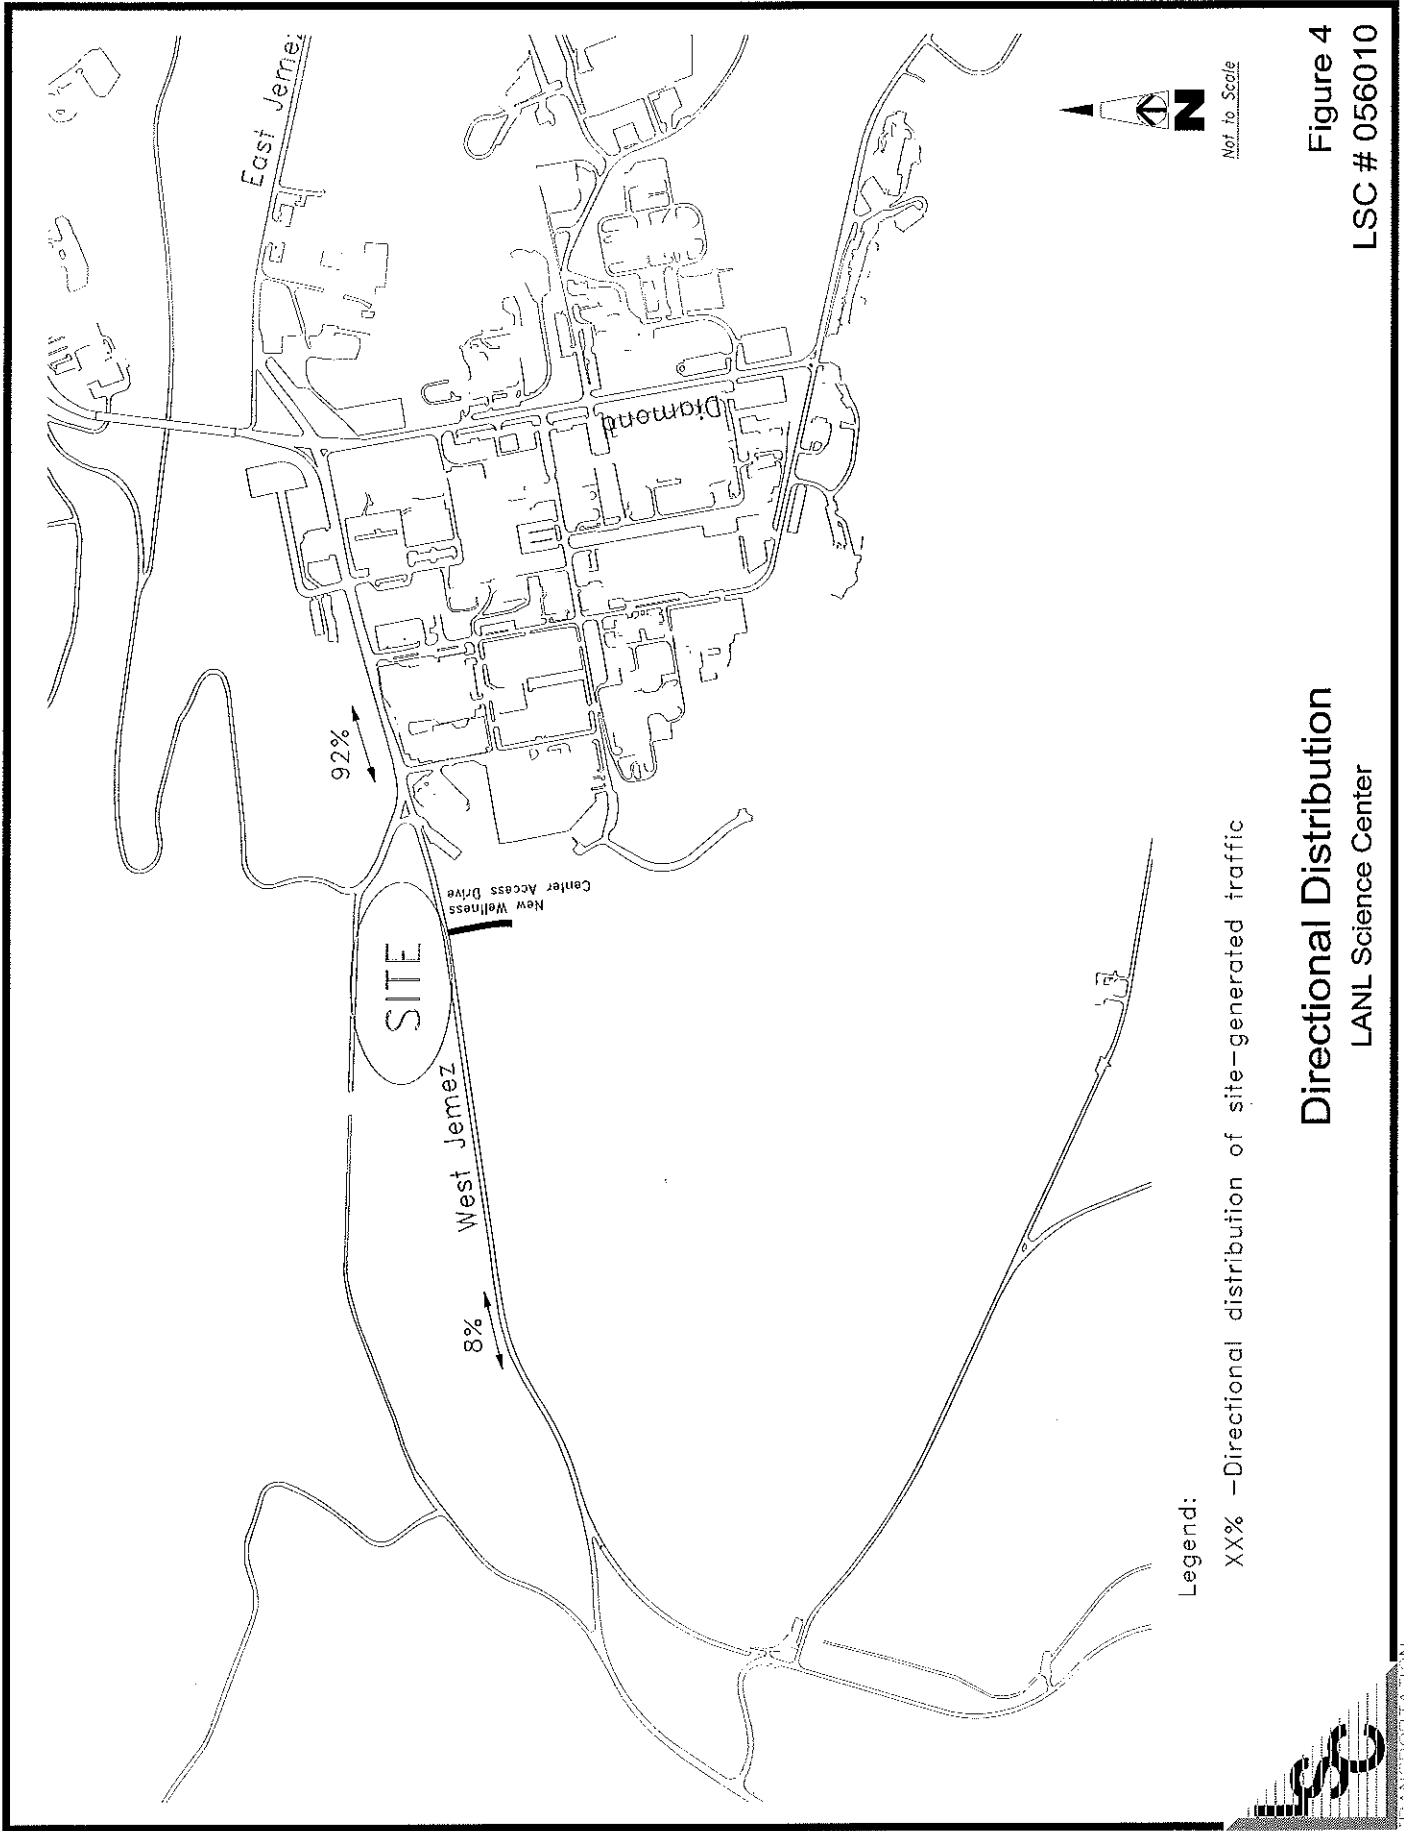 East Jemez
Diamond
92%
New Wellness
Center Access Drive
SITE
West Jemez
8%
N
Not to Scale
Legend:
XX% -Directional distribution of site-generated traffic
Directional Distribution
LANL Science Center
Figure 4
LSC # 056010
LSC